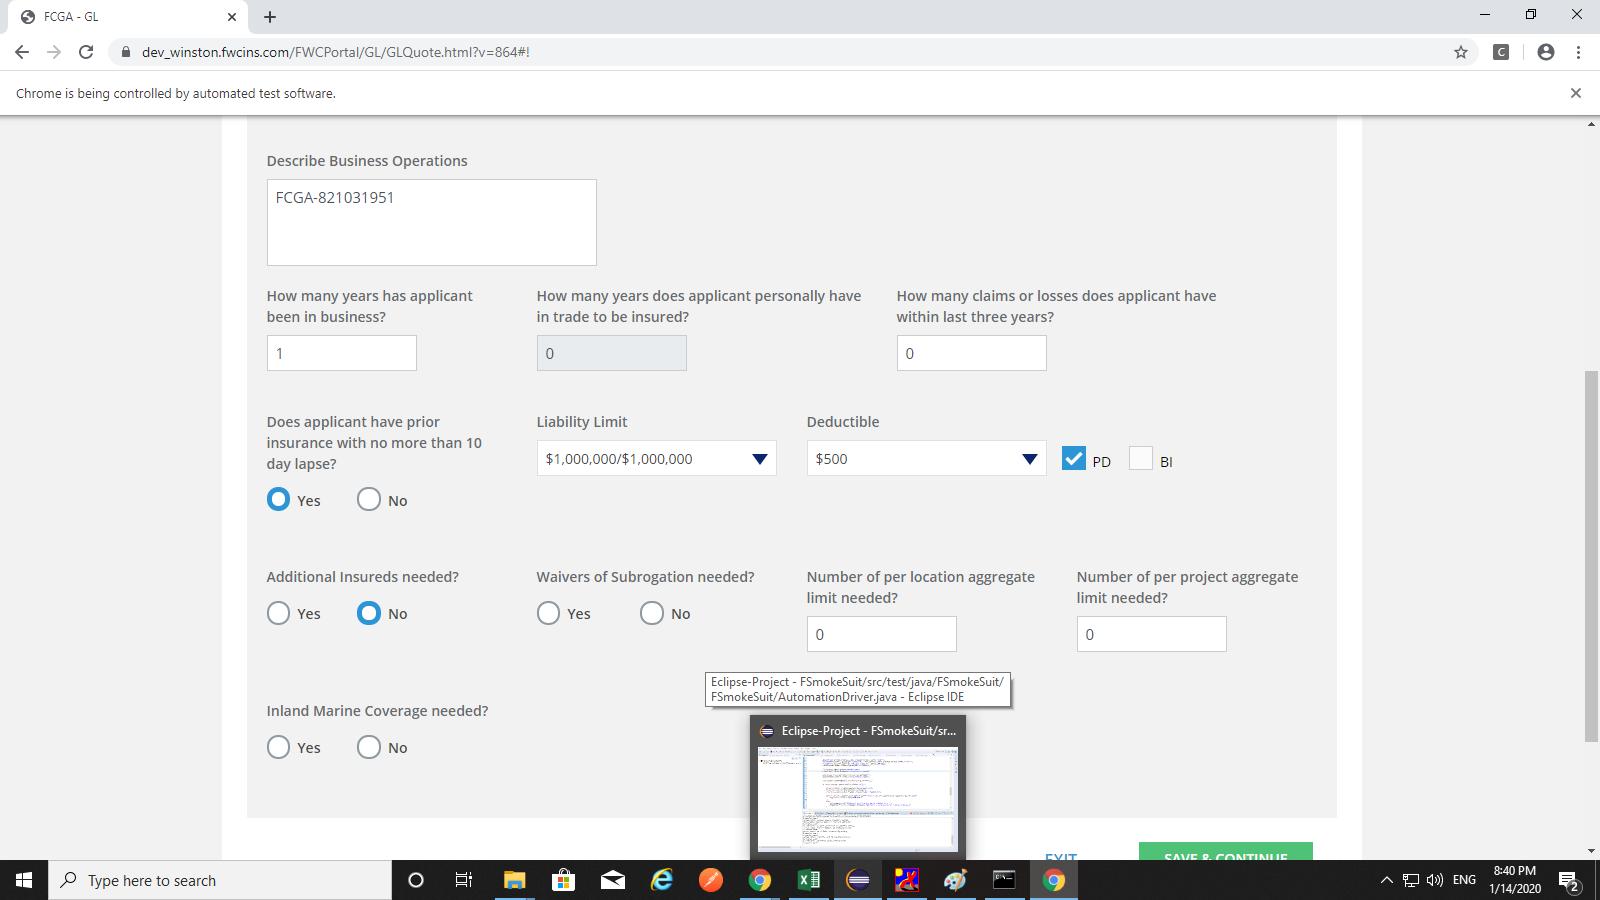 FCGA - GL
dev_winston.fwcins.com/FWCPortal/GL/GLQuote.html?v=864#!
C
Chrome is being controlled by automated test software.
Describe Business Operations
FCGA-821031951
How many years has applicant
been in business?
How many years does applicant personally have
in trade to be insured?
How many claims or losses does applicant have
within last three years?
1
0
0
Does applicant have prior
insurance with no more than 10
day lapse?
Liability Limit
Deductible
$1,000,000/$1,000,000
$500
PD
BI
Yes
No
Additional Insureds needed?
Waivers of Subrogation needed?
Number of per location aggregate
limit needed?
Number of per project aggregate
limit needed?
Yes
No
Yes
No
0
0
Eclipse-Project - FSmokeSuit/src/test/java/FSmokeSuit/
FSmokeSuit/AutomationDriver.java - Eclipse IDE
Inland Marine Coverage needed?
Yes
No
Eclipse-Project - FSmokeSuit/sr...
EXIT
SAVE & CONTINUE
Type here to search
ENG
8:40 PM
1/14/2020
2